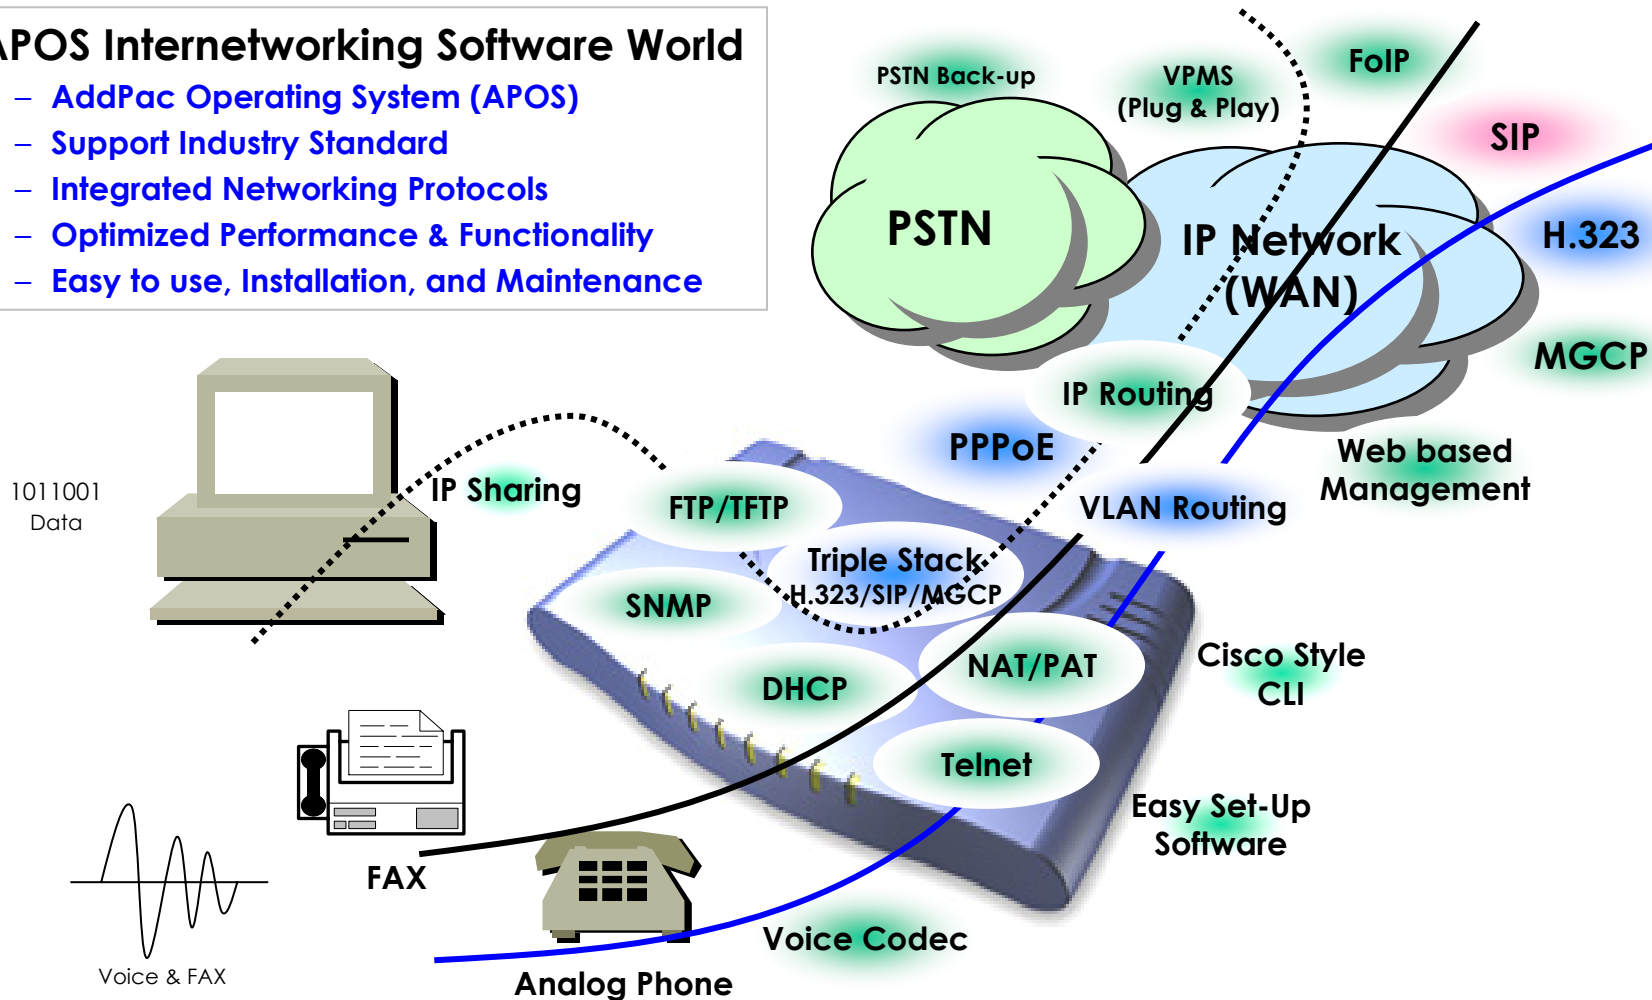 APOS Internetworking Software World
– AddPac Operating System (APOS)
– Support Industry Standard
– Integrated Networking Protocols
– Optimized Performance & Functionality
– Easy to use, Installation, and Maintenance
PSTN Back-up
VPMS
(Plug & Play)
FoIP
SIP
PSTN
IP Network
(WAN)
H.323
MGCP
IP Routing
PPPoE
Web based
Management
1011001
Data
IP Sharing
FTP/TFTP
VLAN Routing
Triple Stack
H.323/SIP/MGCP
SNMP
NAT/PAT
Cisco Style
CLI
DHCP
Telnet
Easy Set-Up
Software
FAX
Voice Codec
Voice & FAX
Analog Phone